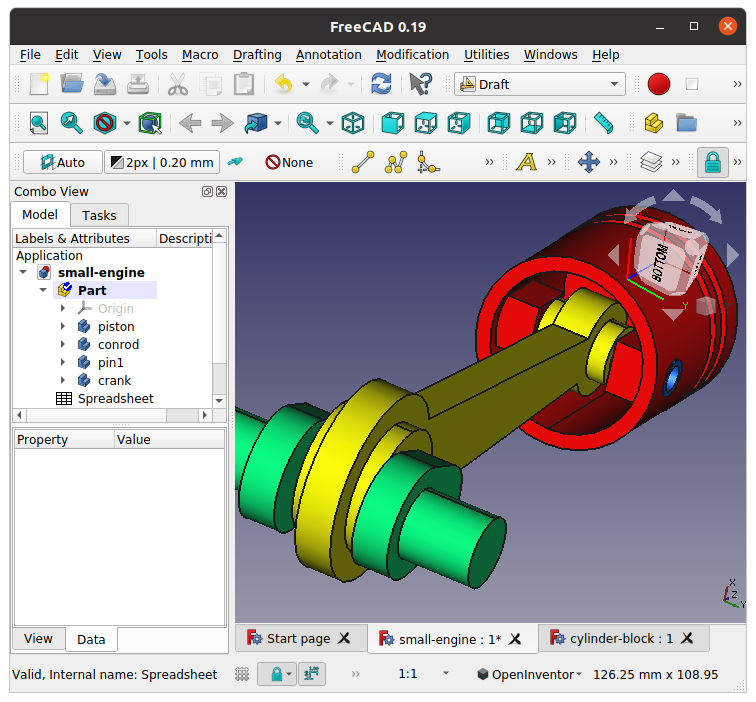 FreeCAD 0.19
File Edit View Tools Macro Drafting Annotation Modification Utilities Windows Help
Draft
Auto 2px | 0.20 mm None A
Combo View
Model Tasks
Labels & Attributes Descripti
Application
small-engine
Part
Origin
piston
conrod
pin1
crank
Spreadsheet
Property Value
BOTTOM
Y
X
Z
Y
View Data
Start page small-engine : 1* cylinder-block : 1
Valid, Internal name: Spreadsheet 1:1 OpenInventor 126.25 mm x 108.95